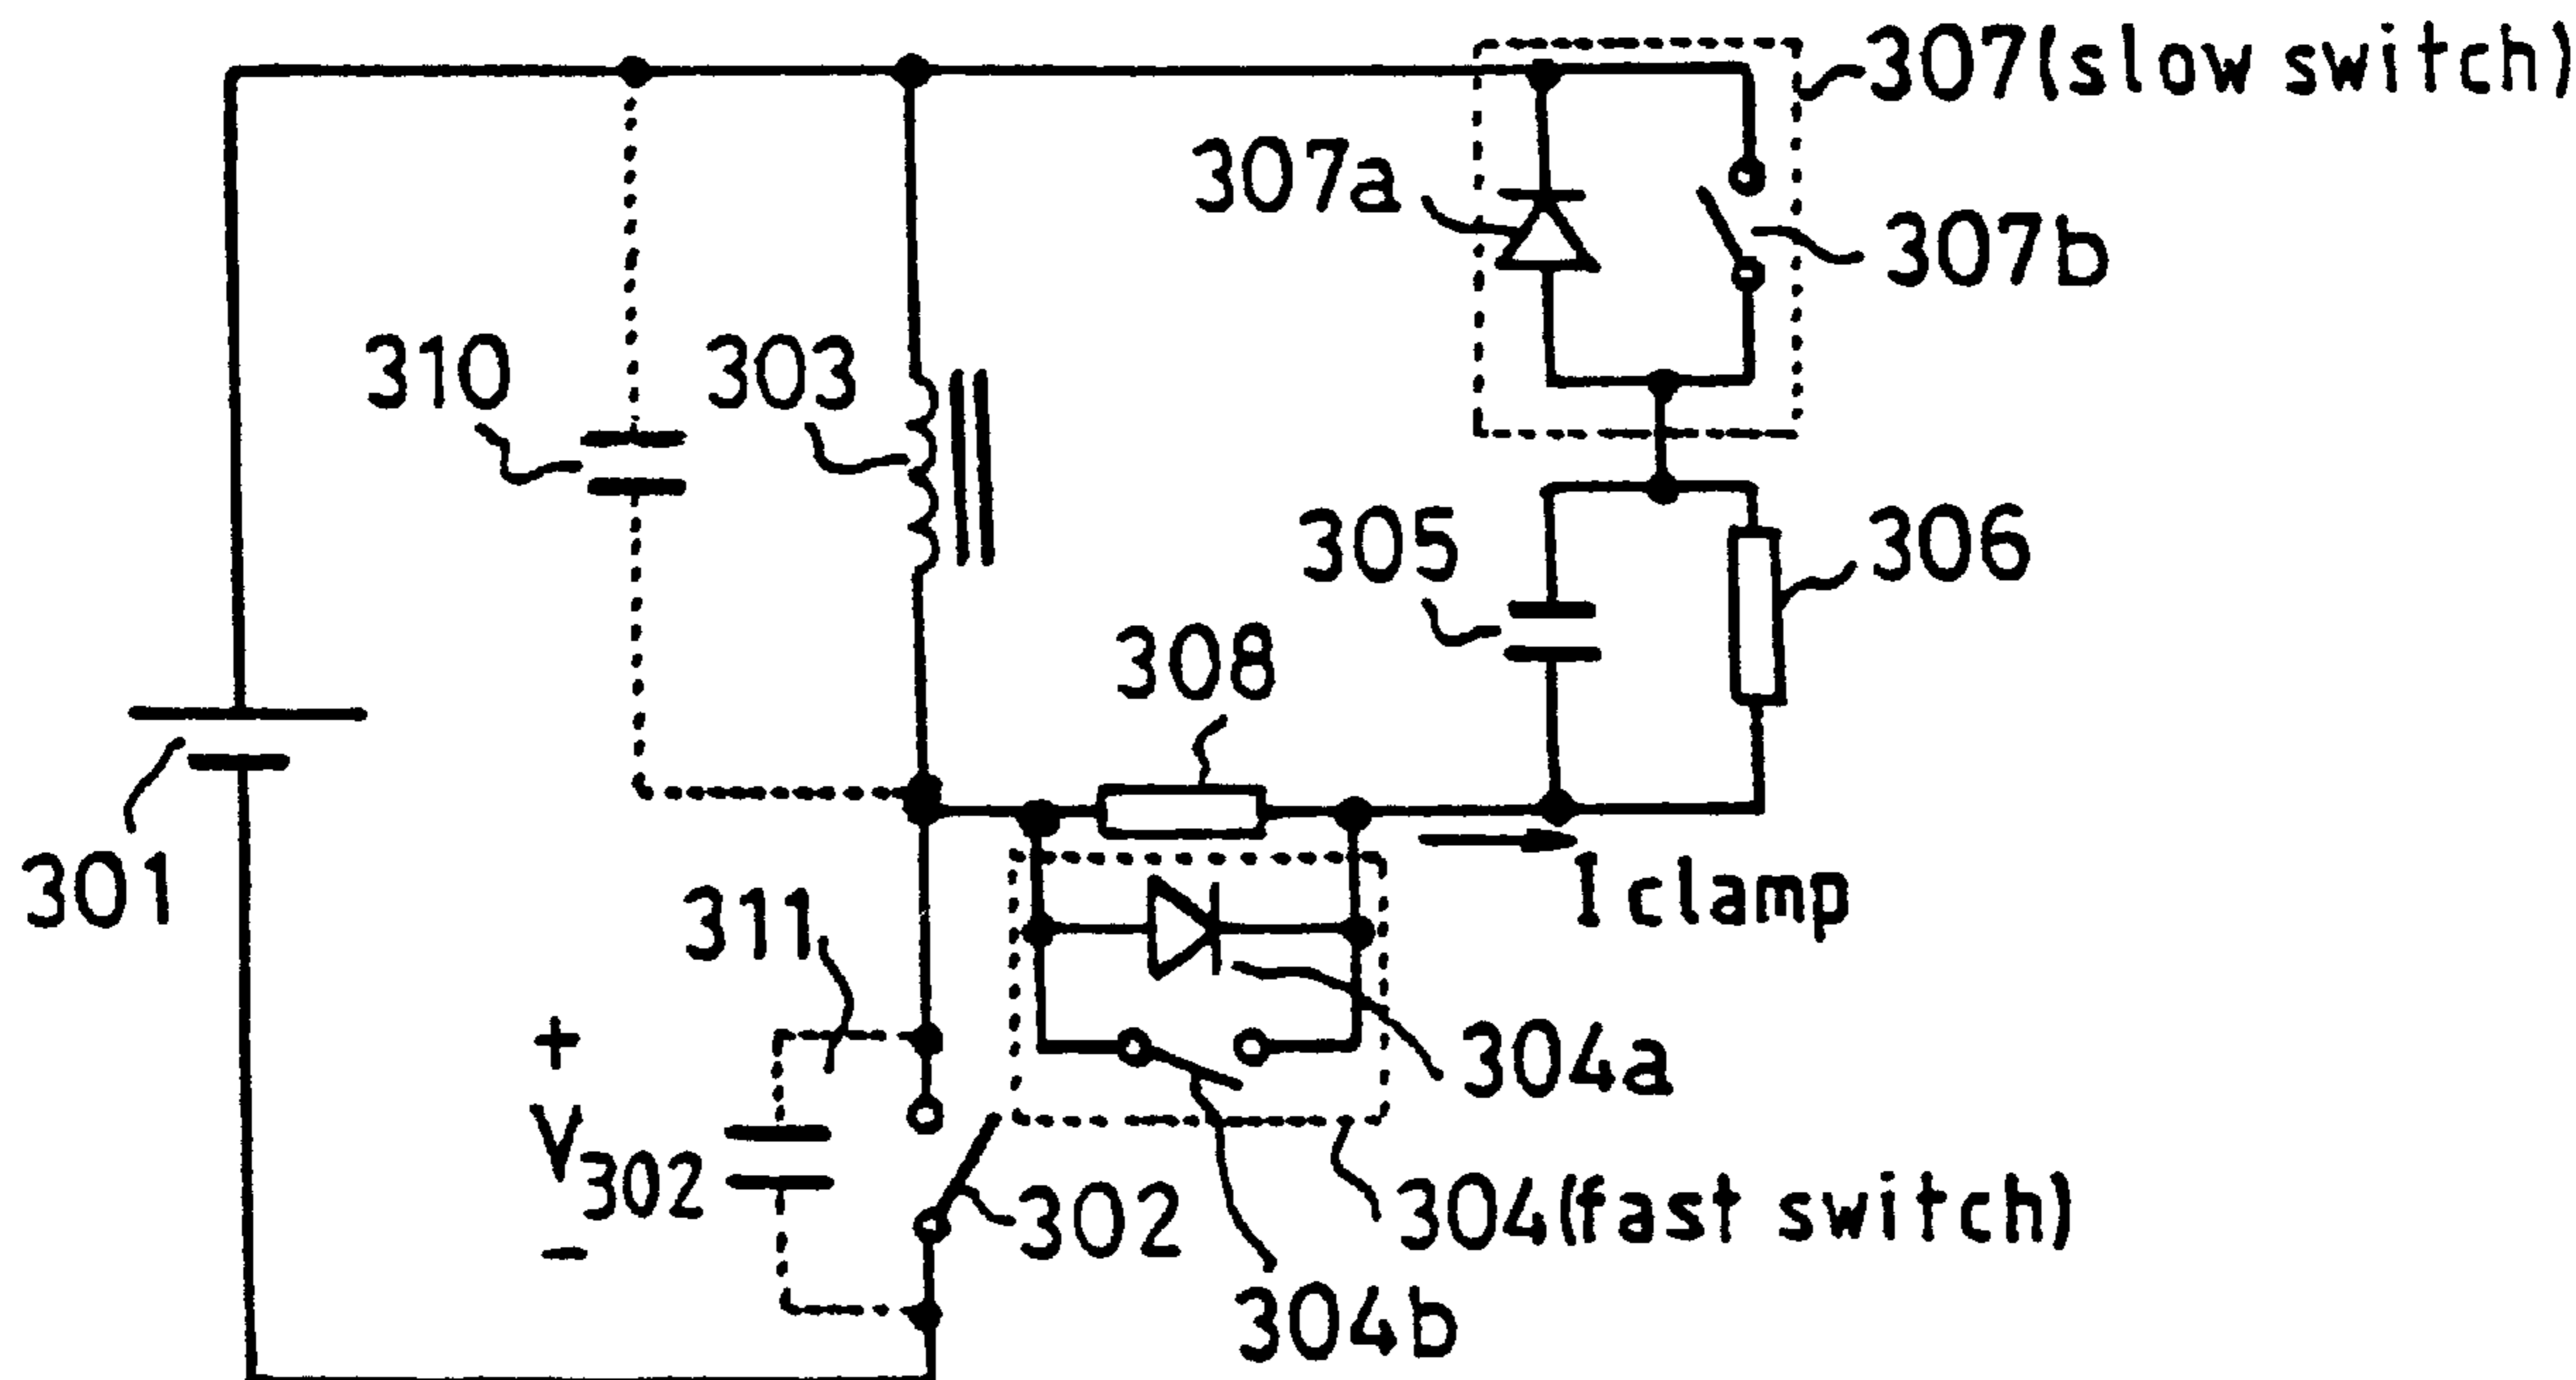 307(slow switch)
307a
307b
310
303
305
306
308
301
I clamp
311
304a
+
V302
-
302
304(fast switch)
304b